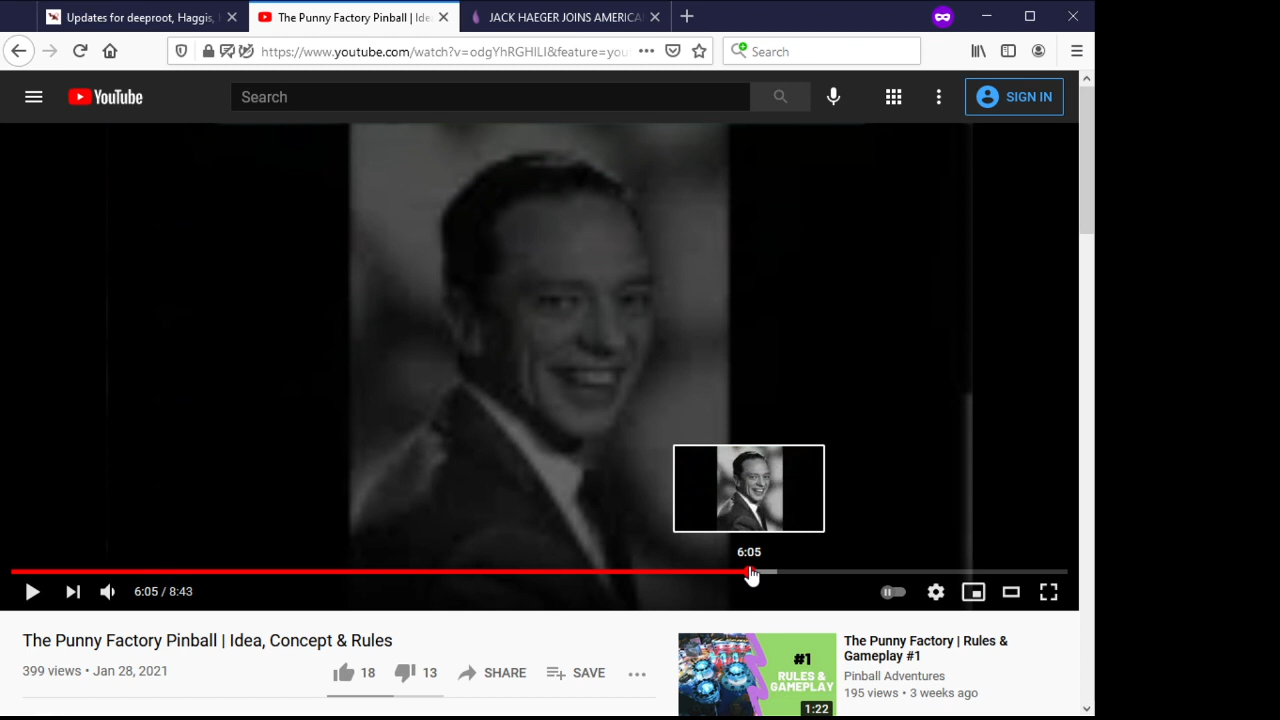 Updates for deeproot, Haggis,
The Punny Factory Pinball | Ide
JACK HAEGER JOINS AMERICA
https://www.youtube.com/watch?v=odgYhRGHILI&feature=you
Search
YouTube
Search
SIGN IN
6:05
6:05 / 8:43
The Punny Factory Pinball | Idea, Concept & Rules
399 views • Jan 28, 2021
18
13
SHARE
SAVE
#1
RULES &
GAMEPLAY
1:22
The Punny Factory | Rules &
Gameplay #1
Pinball Adventures
195 views • 3 weeks ago